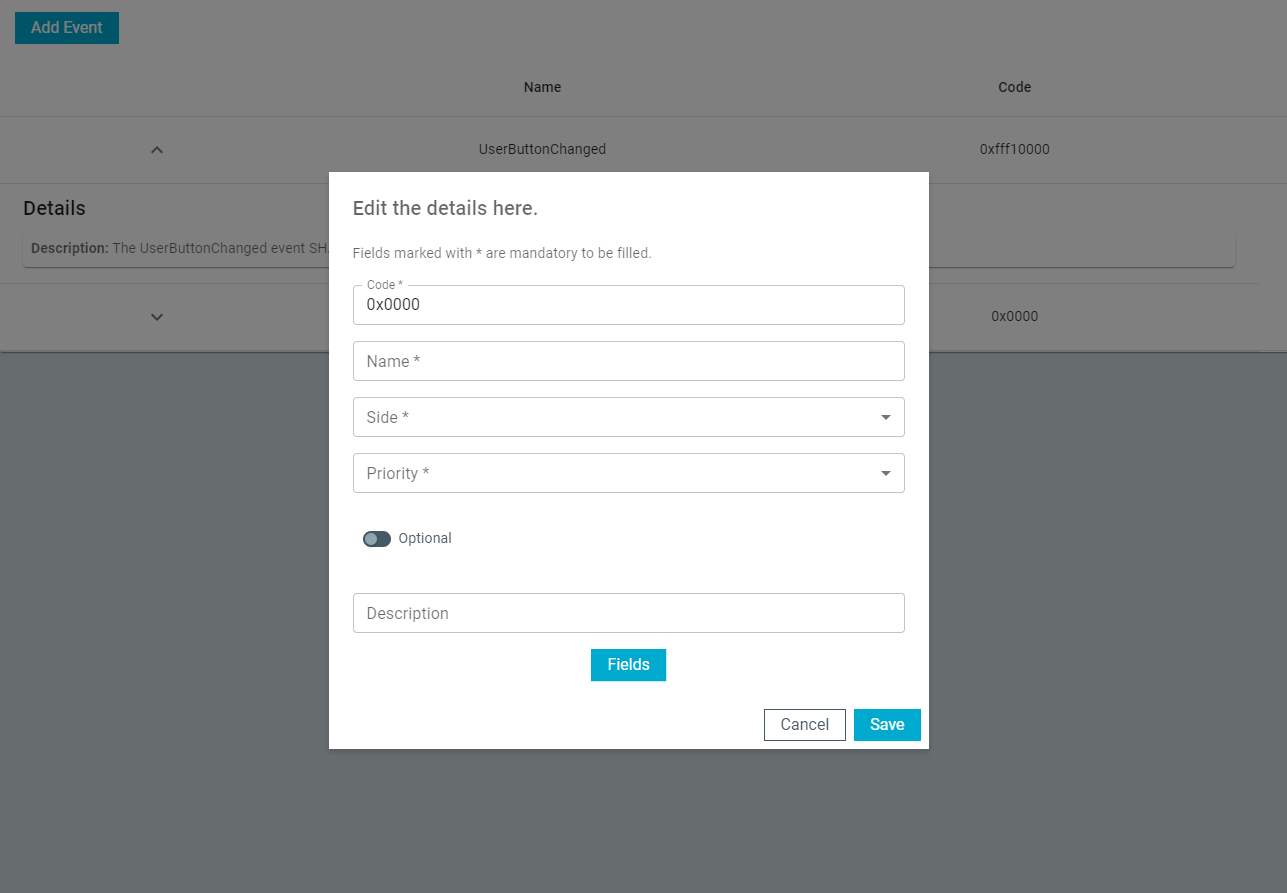 Add Event
Name Code
UserButtonChanged 0xfff10000
Details
Description: The UserButtonChanged event SH
0x0000
Edit the details here.
Fields marked with * are mandatory to be filled.
Code *
0x0000
Name *
Side *
Priority *
Optional
Description
Fields
Cancel Save